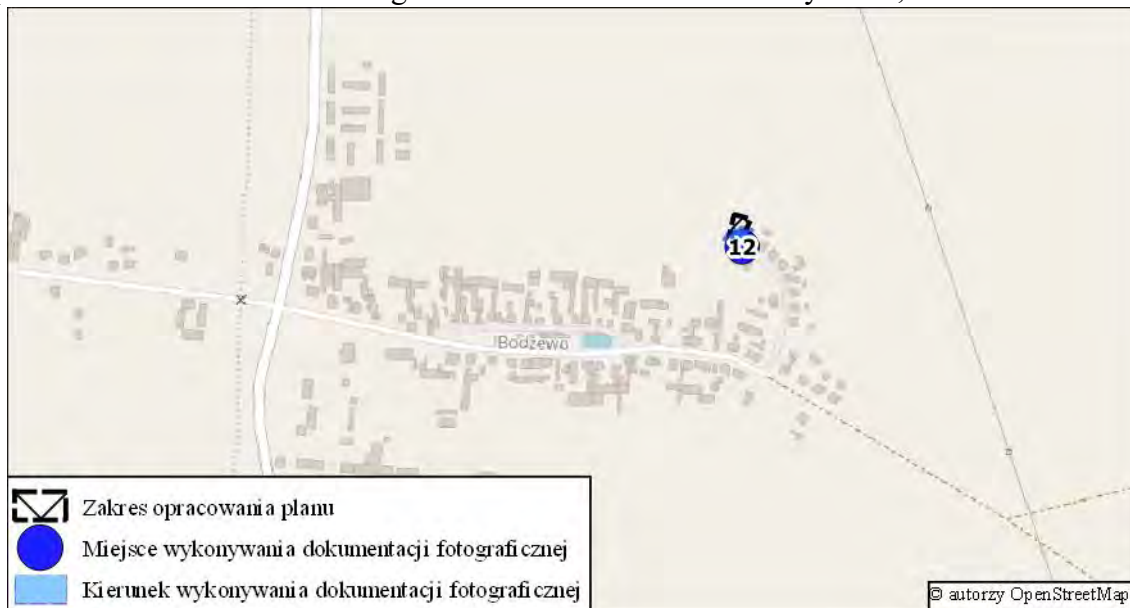 12
Bodzewo
Zakres opracowania planu
Miejsce wykonywania dokumentacji fotograficznej
Kierunek wykonywania dokumentacji fotograficznej
© autorzy OpenStreetMap